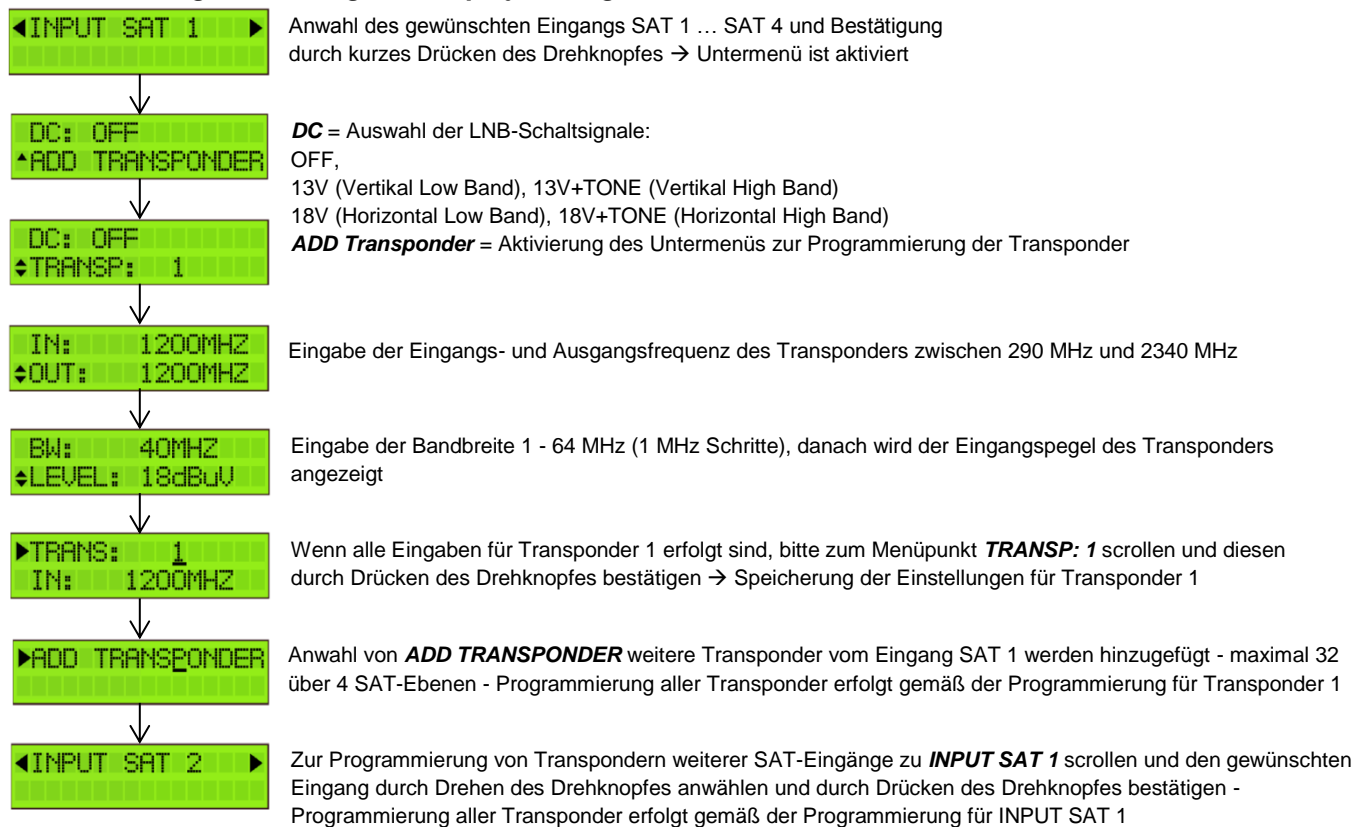 ◄INPUT SAT 1 ►
Anwahl des gewünschten Eingangs SAT 1 … SAT 4 und Bestätigung
durch kurzes Drücken des Drehknopfes → Untermenü ist aktiviert
DC: OFF
▲ADD TRANSPONDER
DC = Auswahl der LNB-Schaltsignale:
OFF,
13V (Vertikal Low Band), 13V+TONE (Vertikal High Band)
18V (Horizontal Low Band), 18V+TONE (Horizontal High Band)
ADD Transponder = Aktivierung des Untermenüs zur Programmierung der Transponder
DC: OFF
TRANSP: 1
IN: 1200MHZ
OUT: 1200MHZ
Eingabe der Eingangs- und Ausgangsfrequenz des Transponders zwischen 290 MHz und 2340 MHz
BW: 40MHZ
LEVEL: 18dBuV
Eingabe der Bandbreite 1 - 64 MHz (1 MHz Schritte), danach wird der Eingangspegel des Transponders
angezeigt
►TRANS: 1
IN: 1200MHZ
Wenn alle Eingaben für Transponder 1 erfolgt sind, bitte zum Menüpunkt TRANSP: 1 scrollen und diesen
durch Drücken des Drehknopfes bestätigen → Speicherung der Einstellungen für Transponder 1
►ADD TRANSPONDER
Anwahl von ADD TRANSPONDER weitere Transponder vom Eingang SAT 1 werden hinzugefügt - maximal 32
über 4 SAT-Ebenen - Programmierung aller Transponder erfolgt gemäß der Programmierung für Transponder 1
◄INPUT SAT 2 ►
Zur Programmierung von Transpondern weiterer SAT-Eingänge zu INPUT SAT 1 scrollen und den gewünschten
Eingang durch Drehen des Drehknopfes anwählen und durch Drücken des Drehknopfes bestätigen -
Programmierung aller Transponder erfolgt gemäß der Programmierung für INPUT SAT 1